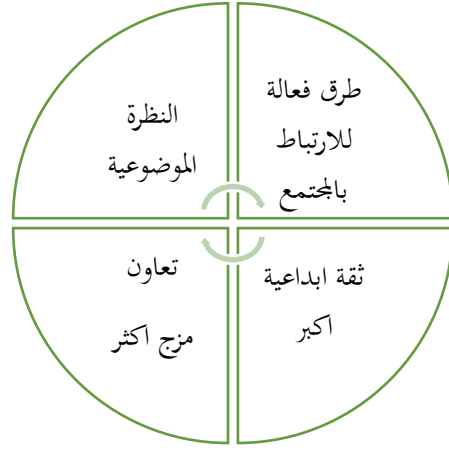 طرق فعالة
للارتباط
بالمجتمع
النظرة
الموضوعية
ثقة ابداعية
اكبر
تعاون
مزج اكثر